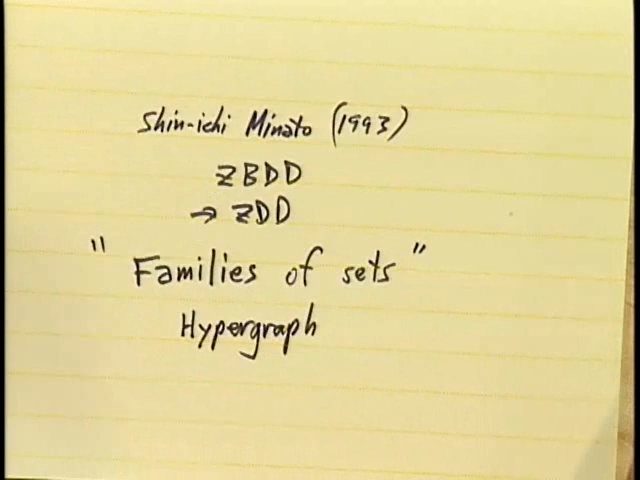 Shin-ichi Minato (1993)
ZBDD
→ ZDD
"Families of sets"
Hypergraph